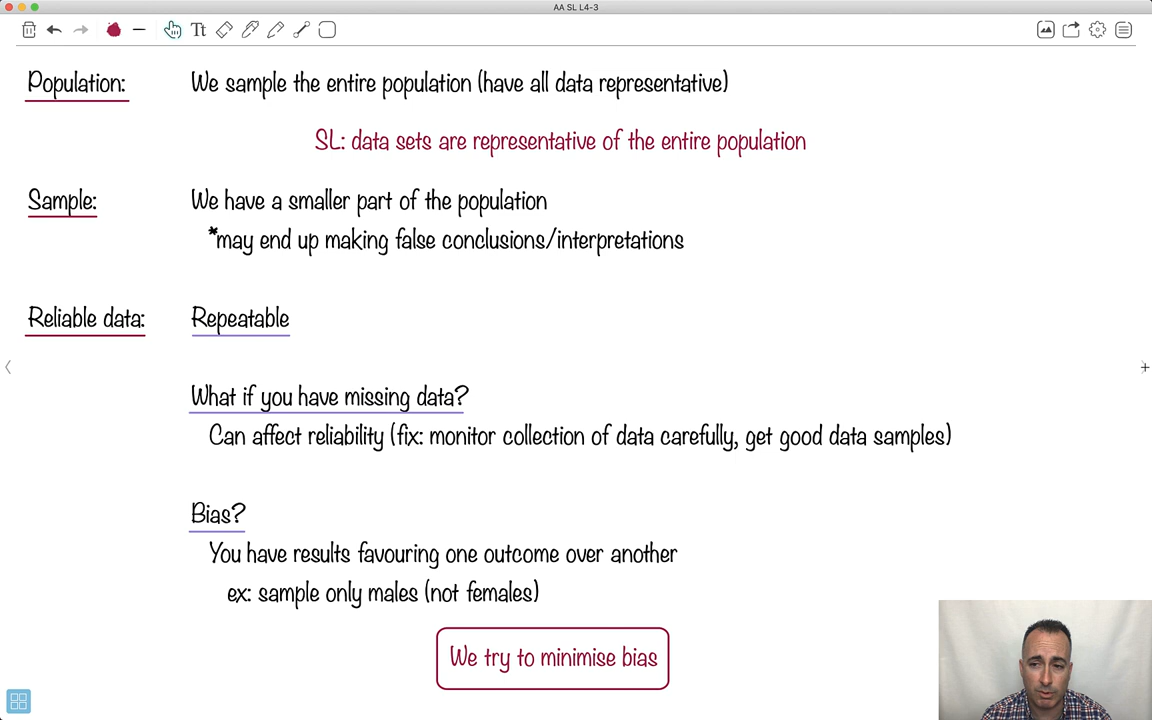 AA SL L4-3
Tt
Population: We sample the entire population (have all data representative)
SL: data sets are representative of the entire population
Sample: We have a smaller part of the population
*may end up making false conclusions/interpretations
Reliable data: Repeatable
What if you have missing data?
Can affect reliability (fix: monitor collection of data carefully, get good data samples)
Bias?
You have results favouring one outcome over another
ex: sample only males (not females)
We try to minimise bias